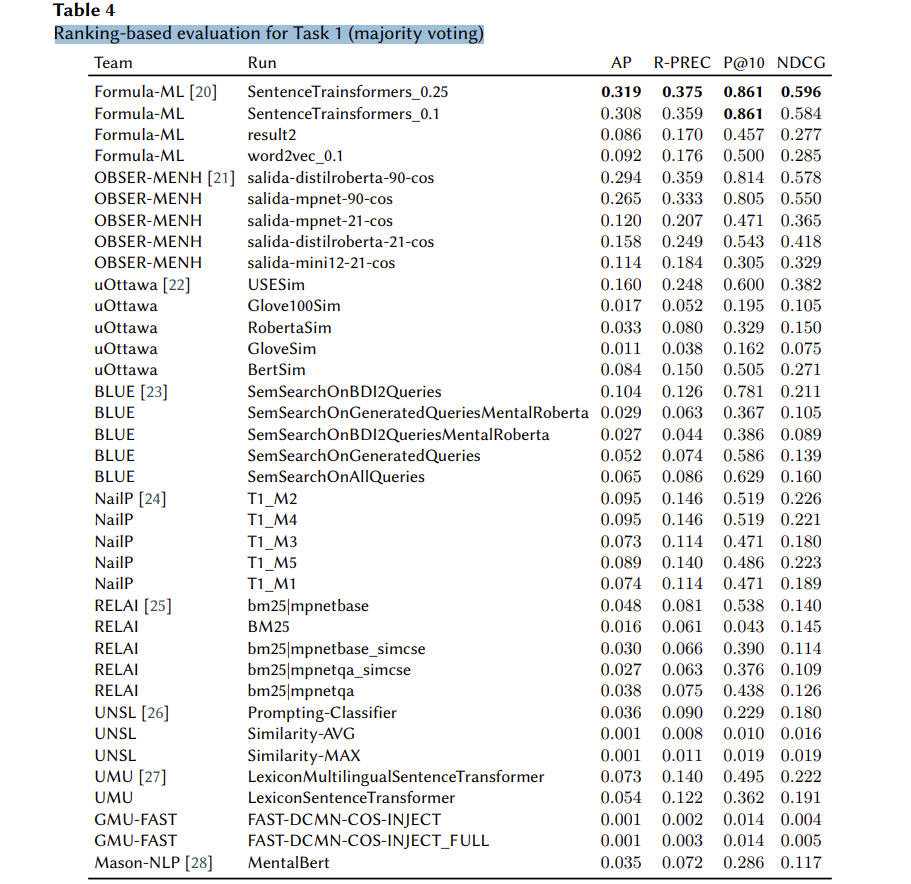 Table 4
Ranking-based evaluation for Task 1 (majority voting)
Team Run AP R-PREC P@10 NDCG
Formula-ML [20] SentenceTrainsformers_0.25 0.319 0.375 0.861 0.596
Formula-ML SentenceTrainsformers_0.1 0.308 0.359 0.861 0.584
Formula-ML result2 0.086 0.170 0.457 0.277
Formula-ML word2vec_0.1 0.092 0.176 0.500 0.285
OBSER-MENH [21] salida-distilroberta-90-cos 0.294 0.359 0.814 0.578
OBSER-MENH salida-mpnet-90-cos 0.265 0.333 0.805 0.550
OBSER-MENH salida-mpnet-21-cos 0.120 0.207 0.471 0.365
OBSER-MENH salida-distilroberta-21-cos 0.158 0.249 0.543 0.418
OBSER-MENH salida-mini12-21-cos 0.114 0.184 0.305 0.329
uOttawa [22] USESim 0.160 0.248 0.600 0.382
uOttawa Glove100Sim 0.017 0.052 0.195 0.105
uOttawa RobertaSim 0.033 0.080 0.329 0.150
uOttawa GloveSim 0.011 0.038 0.162 0.075
uOttawa BertSim 0.084 0.150 0.505 0.271
BLUE [23] SemSearchOnBDI2Queries 0.104 0.126 0.781 0.211
BLUE SemSearchOnGeneratedQueriesMentalRoberta 0.029 0.063 0.367 0.105
BLUE SemSearchOnBDI2QueriesMentalRoberta 0.027 0.044 0.386 0.089
BLUE SemSearchOnGeneratedQueries 0.052 0.074 0.586 0.139
BLUE SemSearchOnAllQueries 0.065 0.086 0.629 0.160
NailP [24] T1_M2 0.095 0.146 0.519 0.226
NailP T1_M4 0.095 0.146 0.519 0.221
NailP T1_M3 0.073 0.114 0.471 0.180
NailP T1_M5 0.089 0.140 0.486 0.223
NailP T1_M1 0.074 0.114 0.471 0.189
RELAI [25] bm25|mpnetbase 0.048 0.081 0.538 0.140
RELAI BM25 0.016 0.061 0.043 0.145
RELAI bm25|mpnetbase_simcse 0.030 0.066 0.390 0.114
RELAI bm25|mpnetqa_simcse 0.027 0.063 0.376 0.109
RELAI bm25|mpnetqa 0.038 0.075 0.438 0.126
UNSL [26] Prompting-Classifier 0.036 0.090 0.229 0.180
UNSL Similarity-AVG 0.001 0.008 0.010 0.016
UNSL Similarity-MAX 0.001 0.011 0.019 0.019
UMU [27] LexiconMultilingualSentenceTransformer 0.073 0.140 0.495 0.222
UMU LexiconSentenceTransformer 0.054 0.122 0.362 0.191
GMU-FAST FAST-DCMN-COS-INJECT 0.001 0.002 0.014 0.004
GMU-FAST FAST-DCMN-COS-INJECT_FULL 0.001 0.003 0.014 0.005
Mason-NLP [28] MentalBert 0.035 0.072 0.286 0.117